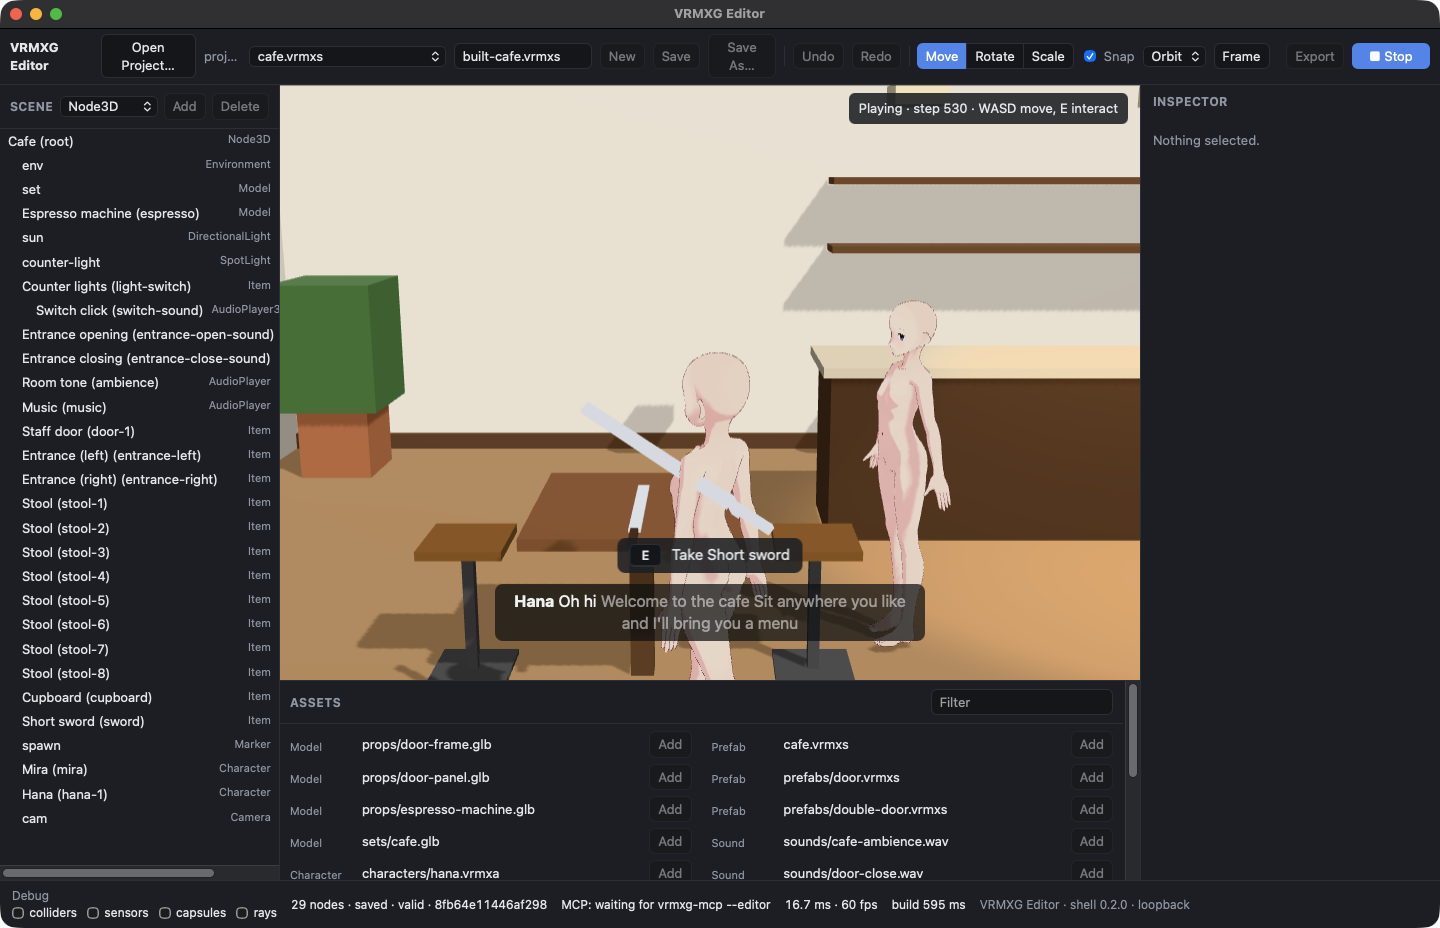 VRMXG Editor
VRMXG
Editor
Open
Project...
proj...
cafe.vrmxs
built-cafe.vrmxs
New
Save
Save
As...
Undo
Redo
Move
Rotate
Scale
Snap
Orbit
Frame
Export
Stop
SCENE
Node3D
Add
Delete
Cafe (root) Node3D
env Environment
set Model
Espresso machine (espresso) Model
sun DirectionalLight
counter-light SpotLight
Counter lights (light-switch) Item
Switch click (switch-sound) AudioPlayer3
Entrance opening (entrance-open-sound)
Entrance closing (entrance-close-sound)
Room tone (ambience) AudioPlayer
Music (music) AudioPlayer
Staff door (door-1) Item
Entrance (left) (entrance-left) Item
Entrance (right) (entrance-right) Item
Stool (stool-1) Item
Stool (stool-2) Item
Stool (stool-3) Item
Stool (stool-4) Item
Stool (stool-5) Item
Stool (stool-6) Item
Stool (stool-7) Item
Stool (stool-8) Item
Cupboard (cupboard) Item
Short sword (sword) Item
spawn Marker
Mira (mira) Character
Hana (hana-1) Character
cam Camera
Playing · step 530 · WASD move, E interact
E Take Short sword
Hana Oh hi Welcome to the cafe Sit anywhere you like
and I'll bring you a menu
INSPECTOR
Nothing selected.
ASSETS
Filter
Model props/door-frame.glb Add
Prefab cafe.vrmxs Add
Model props/door-panel.glb Add
Prefab prefabs/door.vrmxs Add
Model props/espresso-machine.glb Add
Prefab prefabs/double-door.vrmxs Add
Model sets/cafe.glb Add
Sound sounds/cafe-ambience.wav Add
Character characters/hana.vrmxa Add
Sound sounds/door-close.wav Add
Debug
colliders sensors capsules rays
29 nodes · saved · valid · 8fb64e11446af298 MCP: waiting for vrmxg-mcp --editor 16.7 ms · 60 fps build 595 ms VRMXG Editor · shell 0.2.0 · loopback